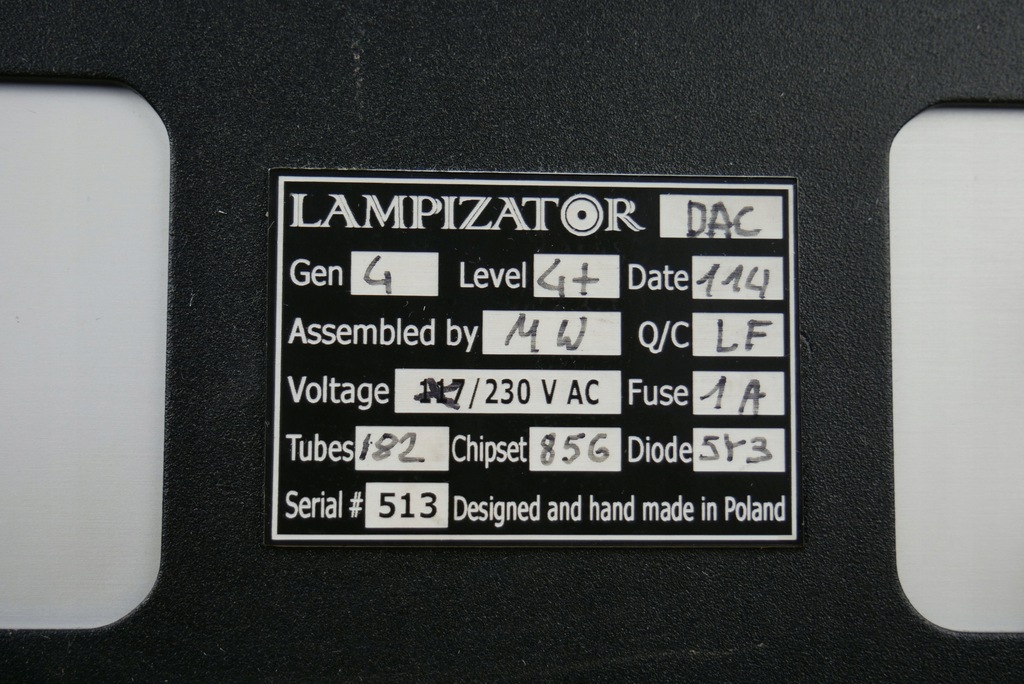 LAMPIZATOR DAC
Gen 4 Level 4+ Date 114
Assembled by MW Q/C LF
Voltage 117/230 V AC Fuse 1A
Tubes 182 Chipset 856 Diode 5Y3
Serial # 513 Designed and hand made in Poland